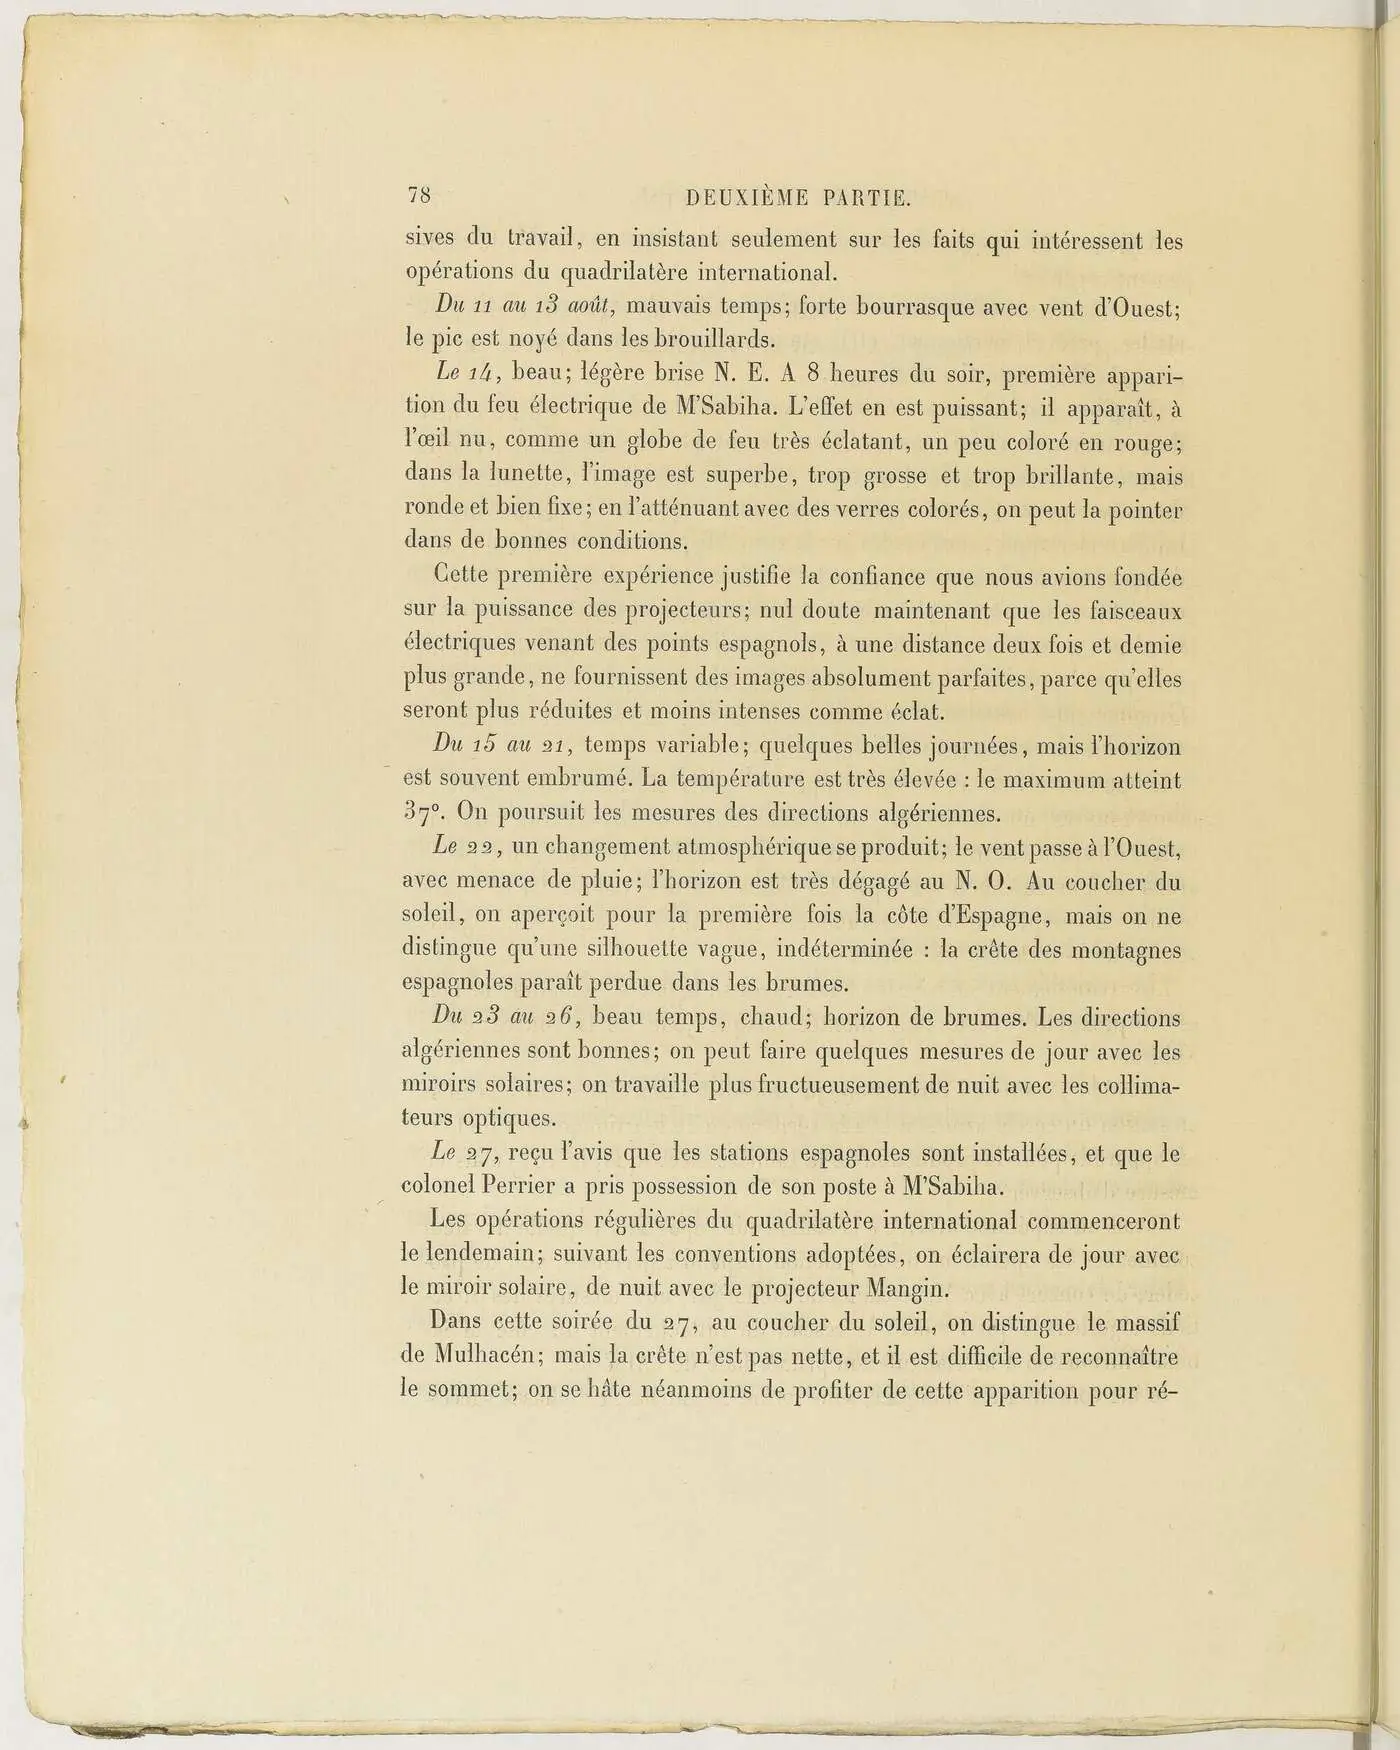 78 DEUXIÈME PARTIE.
sives du travail, en insistant seulement sur les faits qui intéressent les
opérations du quadrilatère international.
Du 11 au 13 août, mauvais temps; forte bourrasque avec vent d'Ouest;
le pic est noyé dans les brouillards.
Le 14, beau; légère brise N. E. A 8 heures du soir, première appari-
tion du feu électrique de M'Sabiha. L'effet en est puissant; il apparaît, à
l'œil nu, comme un globe de feu très éclatant, un peu coloré en rouge;
dans la lunette, l'image est superbe, trop grosse et trop brillante, mais
ronde et bien fixe; en l'atténuant avec des verres colorés, on peut la pointer
dans de bonnes conditions.
Cette première expérience justifie la confiance que nous avions fondée
sur la puissance des projecteurs; nul doute maintenant que les faisceaux
électriques venant des points espagnols, à une distance deux fois et demie
plus grande, ne fournissent des images absolument parfaites, parce qu'elles
seront plus réduites et moins intenses comme éclat.
Du 15 au 21, temps variable; quelques belles journées, mais l'horizon
est souvent embrumé. La température est très élevée : le maximum atteint
37°. On poursuit les mesures des directions algériennes.
Le 22, un changement atmosphérique se produit; le vent passe à l'Ouest,
avec menace de pluie; l'horizon est très dégagé au N. O. Au coucher du
soleil, on aperçoit pour la première fois la côte d'Espagne, mais on ne
distingue qu'une silhouette vague, indéterminée : la crête des montagnes
espagnoles paraît perdue dans les brumes.
Du 23 au 26, beau temps, chaud; horizon de brumes. Les directions
algériennes sont bonnes; on peut faire quelques mesures de jour avec les
miroirs solaires; on travaille plus fructueusement de nuit avec les collima-
teurs optiques.
Le 27, reçu l'avis que les stations espagnoles sont installées, et que le
colonel Perrier a pris possession de son poste à M'Sabiha.
Les opérations régulières du quadrilatère international commenceront
le lendemain; suivant les conventions adoptées, on éclairera de jour avec
le miroir solaire, de nuit avec le projecteur Mangin.
Dans cette soirée du 27, au coucher du soleil, on distingue le massif
de Mulhacén; mais la crête n'est pas nette, et il est difficile de reconnaître
le sommet; on se hâte néanmoins de profiter de cette apparition pour ré-